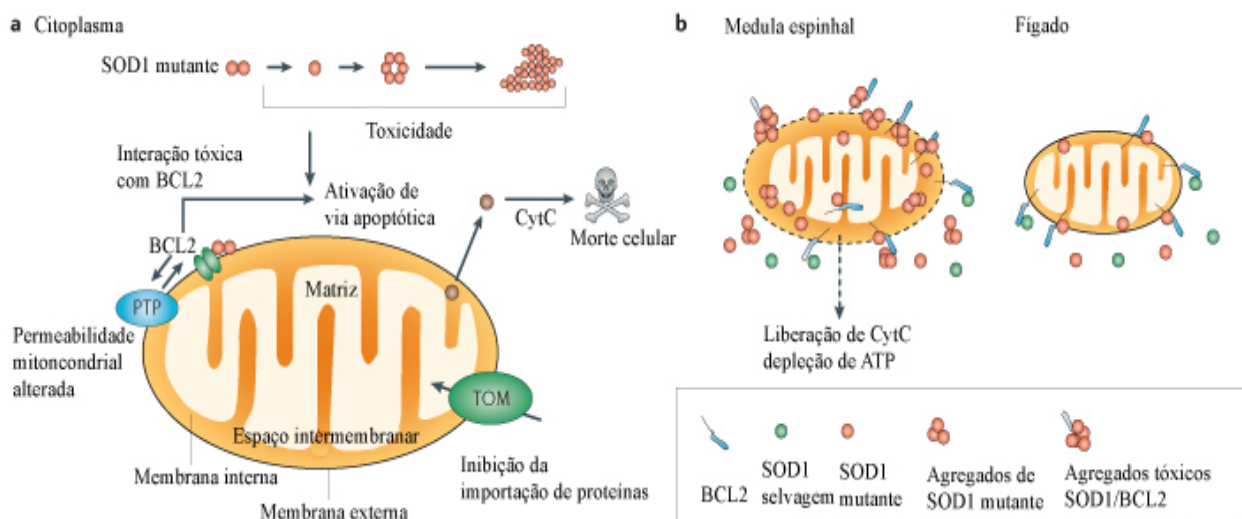 a Citoplasma
SOD1 mutante
Toxicidade
Interação tóxica
com BCL2
Ativação de
via apoptótica
CytC
Morte celular
BCL2
PTP
Matriz
Permeabilidade
mitoncondrial
alterada
TOM
Espaço intermembranar
Membrana interna
Membrana externa
Inibição da
importação de proteínas
b Medula espinhal
Fígado
Liberação de CytC
depleção de ATP
BCL2
SOD1
selvagem
SOD1
mutante
Agregados de
SOD1 mutante
Agregados tóxicos
SOD1/BCL2